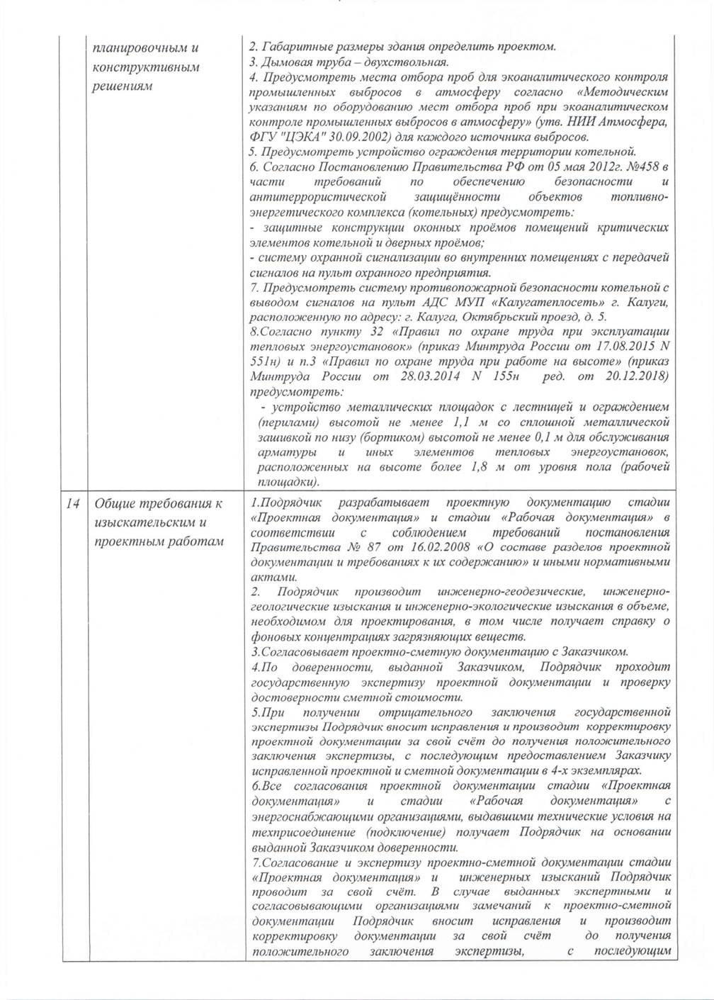 планировочным и
конструктивным
решениям
2. Габаритные размеры здания определить проектом.
3. Дымовая труба – двухствольная.
4. Предусмотреть места отбора проб для экоаналитического контроля
промышленных выбросов в атмосферу согласно «Методическим
указаниям по оборудованию мест отбора проб при экоаналитическом
контроле промышленных выбросов в атмосферу» (утв. НИИ Атмосфера,
ФГУ "ЦЭКА" 30.09.2002) для каждого источника выбросов.
5. Предусмотреть устройство ограждения территории котельной.
6. Согласно Постановлению Правительства РФ от 05 мая 2012г. №458 в
части требований по обеспечению безопасности и
антитеррористической защищённости объектов топливно-
энергетического комплекса (котельных) предусмотреть:
- защитные конструкции оконных проёмов помещений критических
элементов котельной и дверных проёмов;
- систему охранной сигнализации во внутренних помещениях с передачей
сигналов на пульт охранного предприятия.
7. Предусмотреть систему противопожарной безопасности котельной с
выводом сигналов на пульт АДС МУП «Калугатеплосеть» г. Калуги,
расположенную по адресу: г. Калуга, Октябрьский проезд, д. 5.
8.Согласно пункту 32 «Правил по охране труда при эксплуатации
тепловых энергоустановок» (приказ Минтруда России от 17.08.2015 N
551н) и п.3 «Правил по охране труда при работе на высоте» (приказ
Минтруда России от 28.03.2014 N 155н ред. от 20.12.2018)
предусмотреть:
- устройство металлических площадок с лестницей и ограждением
(перилами) высотой не менее 1,1 м со сплошной металлической
зашивкой по низу (бортиком) высотой не менее 0,1 м для обслуживания
арматуры и иных элементов тепловых энергоустановок,
расположенных на высоте более 1,8 м от уровня пола (рабочей
площадки).
14
Общие требования к
изыскательским и
проектным работам
1.Подрядчик разрабатывает проектную документацию стадии
«Проектная документация» и стадии «Рабочая документация» в
соответствии с соблюдением требований постановления
Правительства № 87 от 16.02.2008 «О составе разделов проектной
документации и требованиях к их содержанию» и иными нормативными
актами.
2. Подрядчик производит инженерно-геодезические, инженерно-
геологические изыскания и инженерно-экологические изыскания в объеме,
необходимом для проектирования, в том числе получает справку о
фоновых концентрациях загрязняющих веществ.
3.Согласовывает проектно-сметную документацию с Заказчиком.
4.По доверенности, выданной Заказчиком, Подрядчик проходит
государственную экспертизу проектной документации и проверку
достоверности сметной стоимости.
5.При получении отрицательного заключения государственной
экспертизы Подрядчик вносит исправления и производит корректировку
проектной документации за свой счёт до получения положительного
заключения экспертизы, с последующим предоставлением Заказчику
исправленной проектной и сметной документации в 4-х экземплярах.
6.Все согласования проектной документации стадии «Проектная
документация» и стадии «Рабочая документация» с
энергоснабжающими организациями, выдавшими технические условия на
техприсоединение (подключение) получает Подрядчик на основании
выданной Заказчиком доверенности.
7.Согласование и экспертизу проектно-сметной документации стадии
«Проектная документация» и инженерных изысканий Подрядчик
проводит за свой счёт. В случае выданных экспертными и
согласовывающими организациями замечаний к проектно-сметной
документации Подрядчик вносит исправления и производит
корректировку документации за свой счёт до получения
положительного заключения экспертизы, с последующим